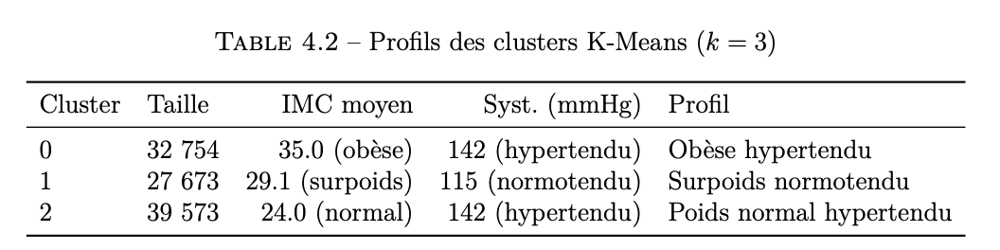 TABLE 4.2 – Profils des clusters K-Means (k = 3)
Cluster Taille IMC moyen Syst. (mmHg) Profil
0 32 754 35.0 (obèse) 142 (hypertendu) Obèse hypertendu
1 27 673 29.1 (surpoids) 115 (normotendu) Surpoids normotendu
2 39 573 24.0 (normal) 142 (hypertendu) Poids normal hypertendu